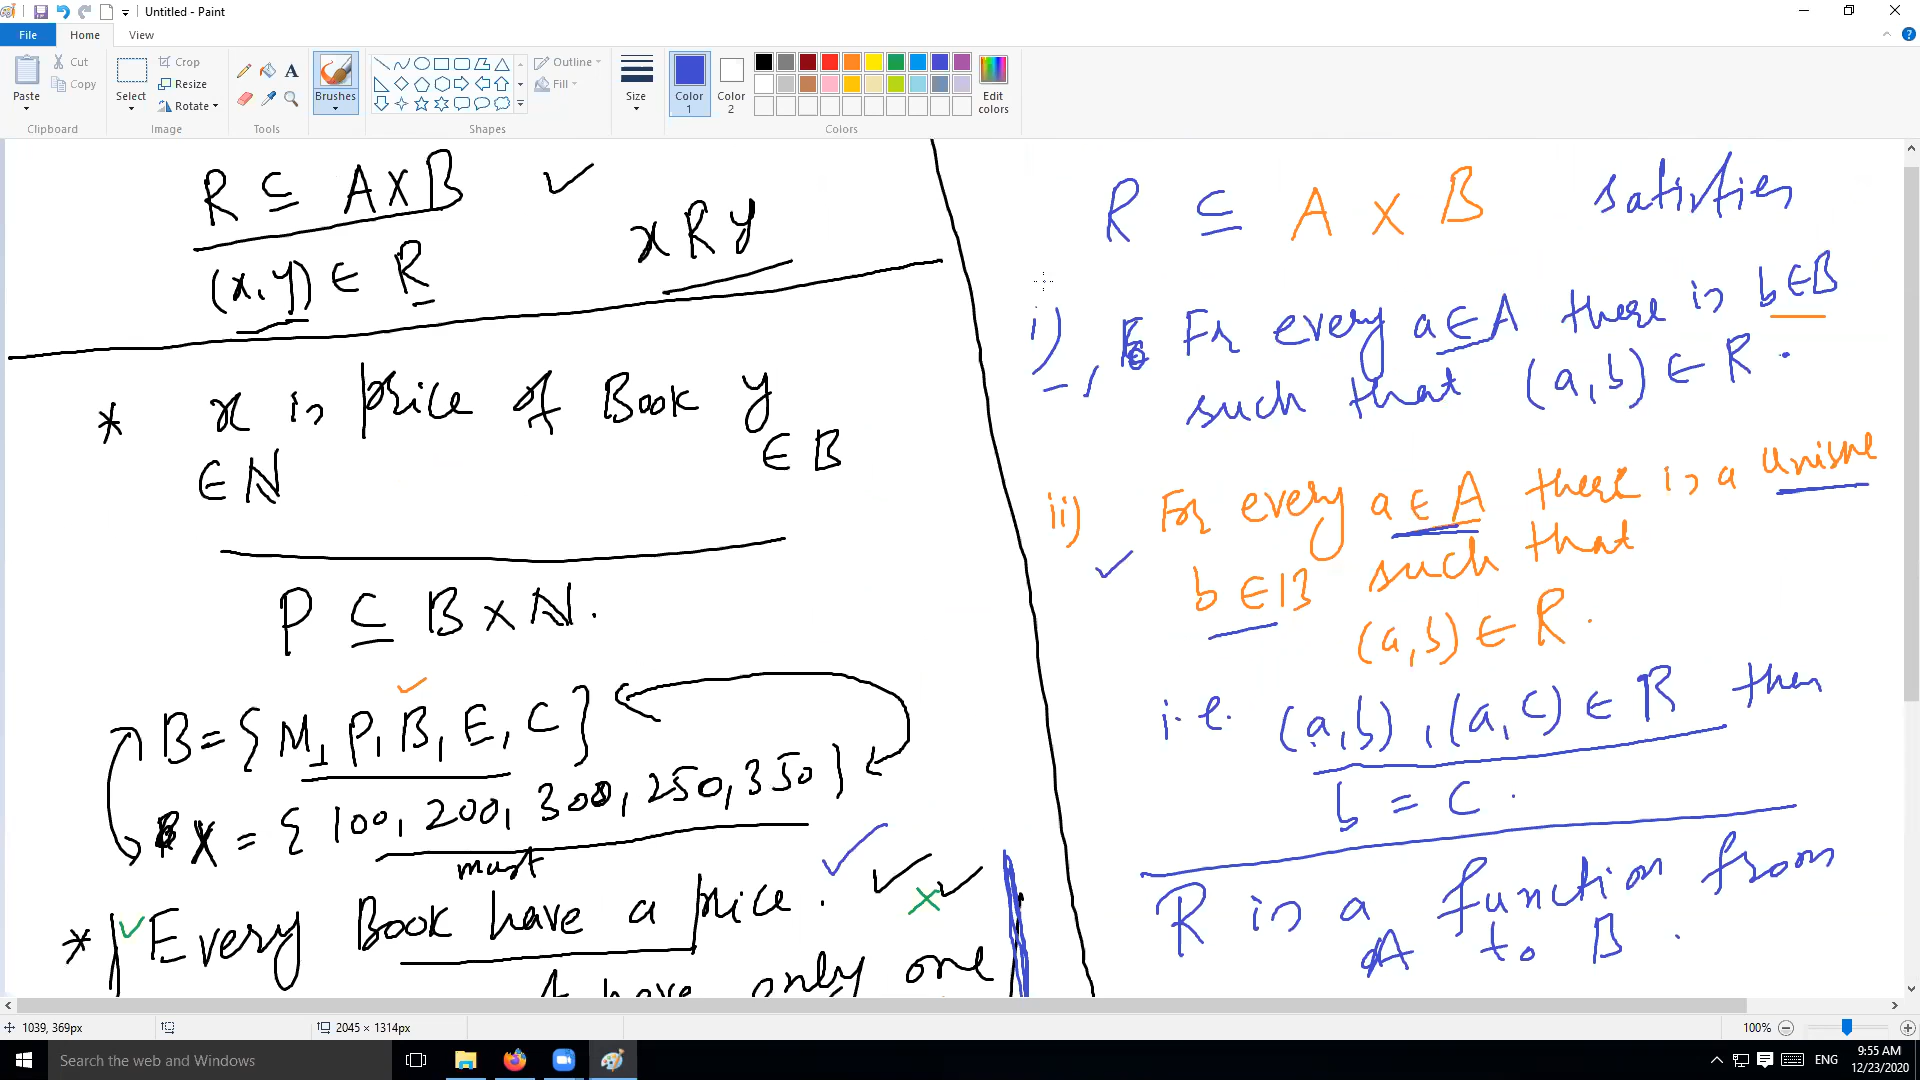 Untitled - Paint
File Home View
Paste
Cut
Copy
Clipboard
Select
Crop
Resize
Rotate
Image
Tools
Brushes
Shapes
Outline
Fill
Size
Color 1
Color 2
Edit colors
Colors
R ⊆ A X B
x R y
(x, y) ∈ R
* x is price of Book y
∈ N ∈ B
P ⊆ B × N.
B = { M, P, B, E, C }
X = { 100, 200, 300, 250, 350 }
must
* Every Book have a price.
have only one
R ⊆ A X B satisfies
i) Fr every a ∈ A there is b ∈ B
such that (a, b) ∈ R.
ii) For every a ∈ A there is a unique
b ∈ B such that
(a, b) ∈ R.
i.e. (a, b), (a, c) ∈ R then
b = c.
R is a function from
A to B.
1039, 369px
2045 × 1314px
100%
Search the web and Windows
ENG
9:55 AM
12/23/2020